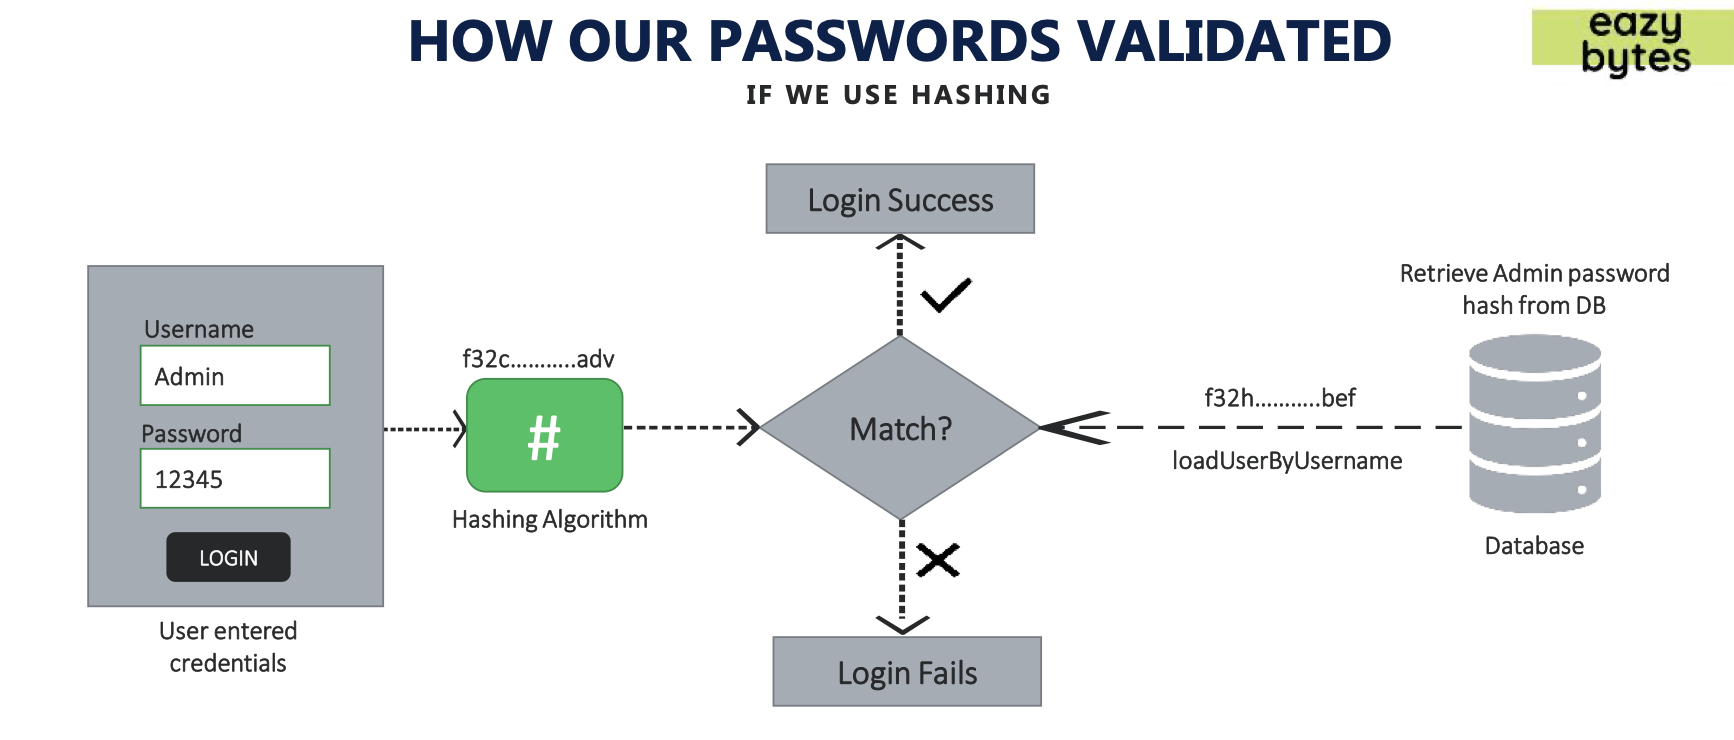 HOW OUR PASSWORDS VALIDATED
IF WE USE HASHING
eazy
bytes
Login Success
Username
Admin
Password
12345
LOGIN
User entered
credentials
f32c...........adv
#
Hashing Algorithm
Match?
Retrieve Admin password
hash from DB
f32h...........bef
loadUserByUsername
Database
Login Fails